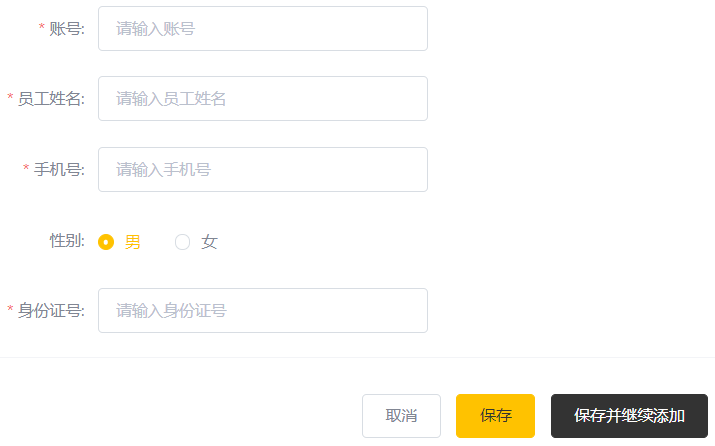 * 账号: 请输入账号
* 员工姓名: 请输入员工姓名
* 手机号: 请输入手机号
性别: 男 女
* 身份证号: 请输入身份证号
取消 保存 保存并继续添加